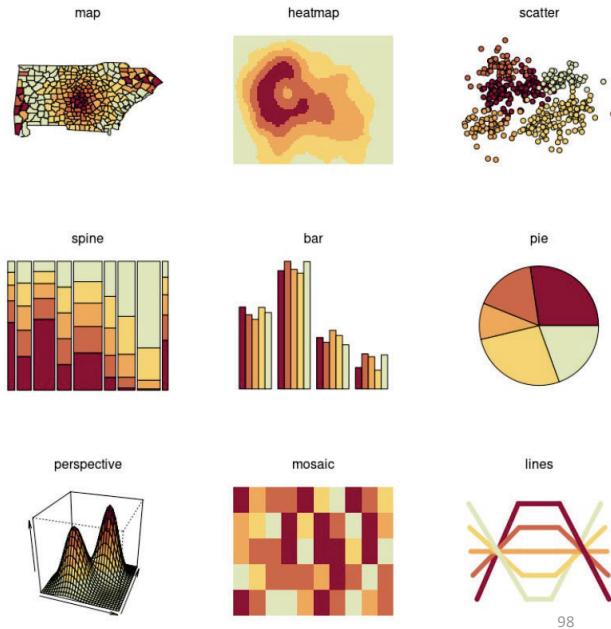 map
heatmap
scatter
spine
bar
pie
perspective
mosaic
lines
98